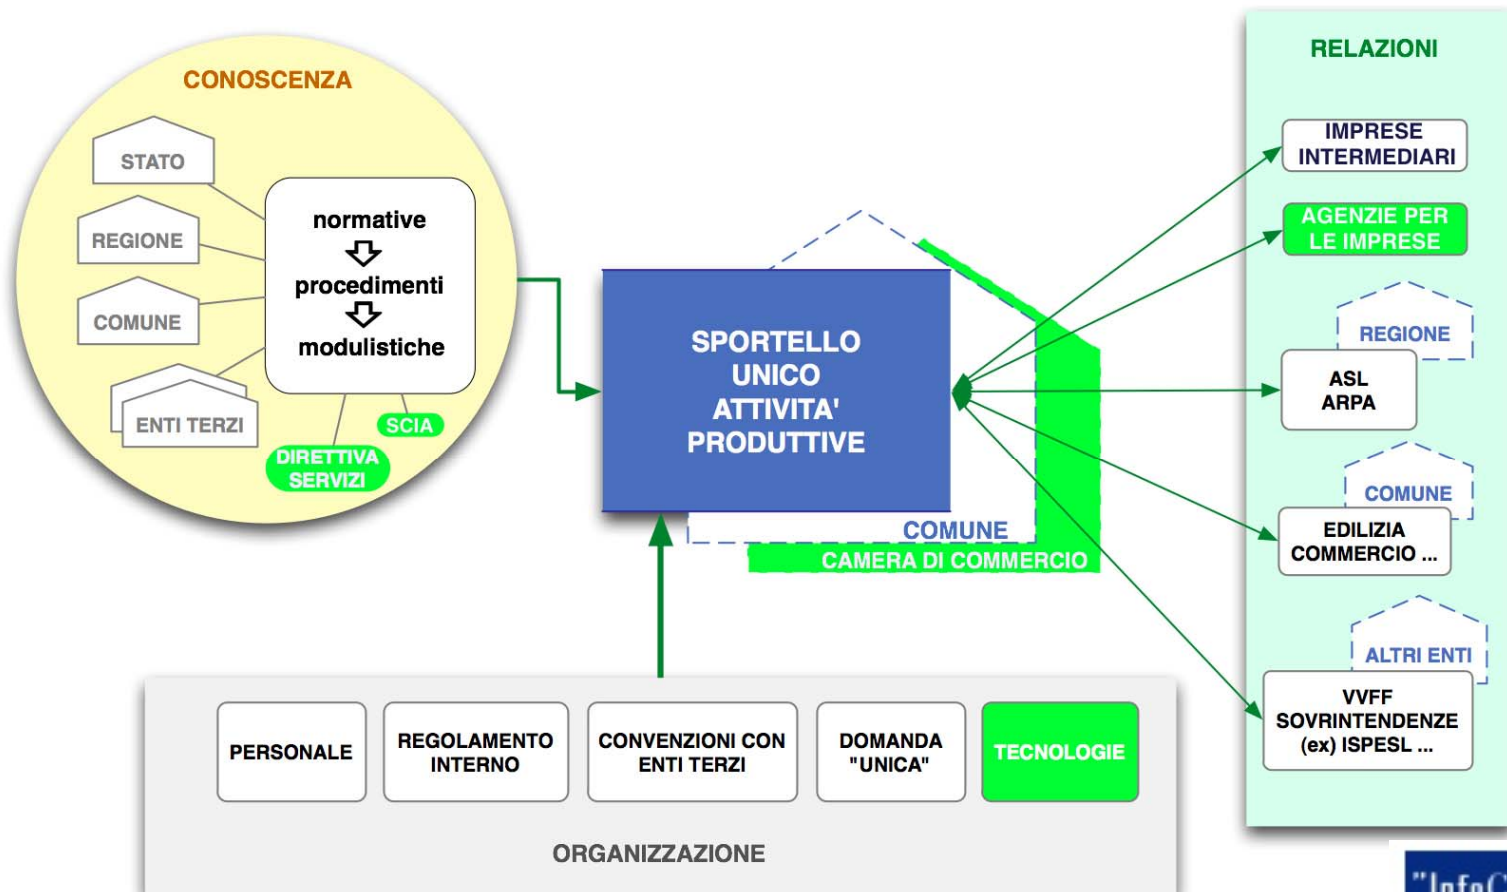 CONOSCENZA
STATO
REGIONE
COMUNE
ENTI TERZI
normative
procedimenti
modulistiche
SCIA
DIRETTIVA
SERVIZI
SPORTELLO
UNICO
ATTIVITA'
PRODUTTIVE
COMUNE
CAMERA DI COMMERCIO
RELAZIONI
IMPRESE
INTERMEDIARI
AGENZIE PER
LE IMPRESE
REGIONE
ASL
ARPA
COMUNE
EDILIZIA
COMMERCIO ...
ALTRI ENTI
VVFF
SOVRINTENDENZE
(ex) ISPESL ...
PERSONALE
REGOLAMENTO
INTERNO
CONVENZIONI CON
ENTI TERZI
DOMANDA
"UNICA"
TECNOLOGIE
ORGANIZZAZIONE